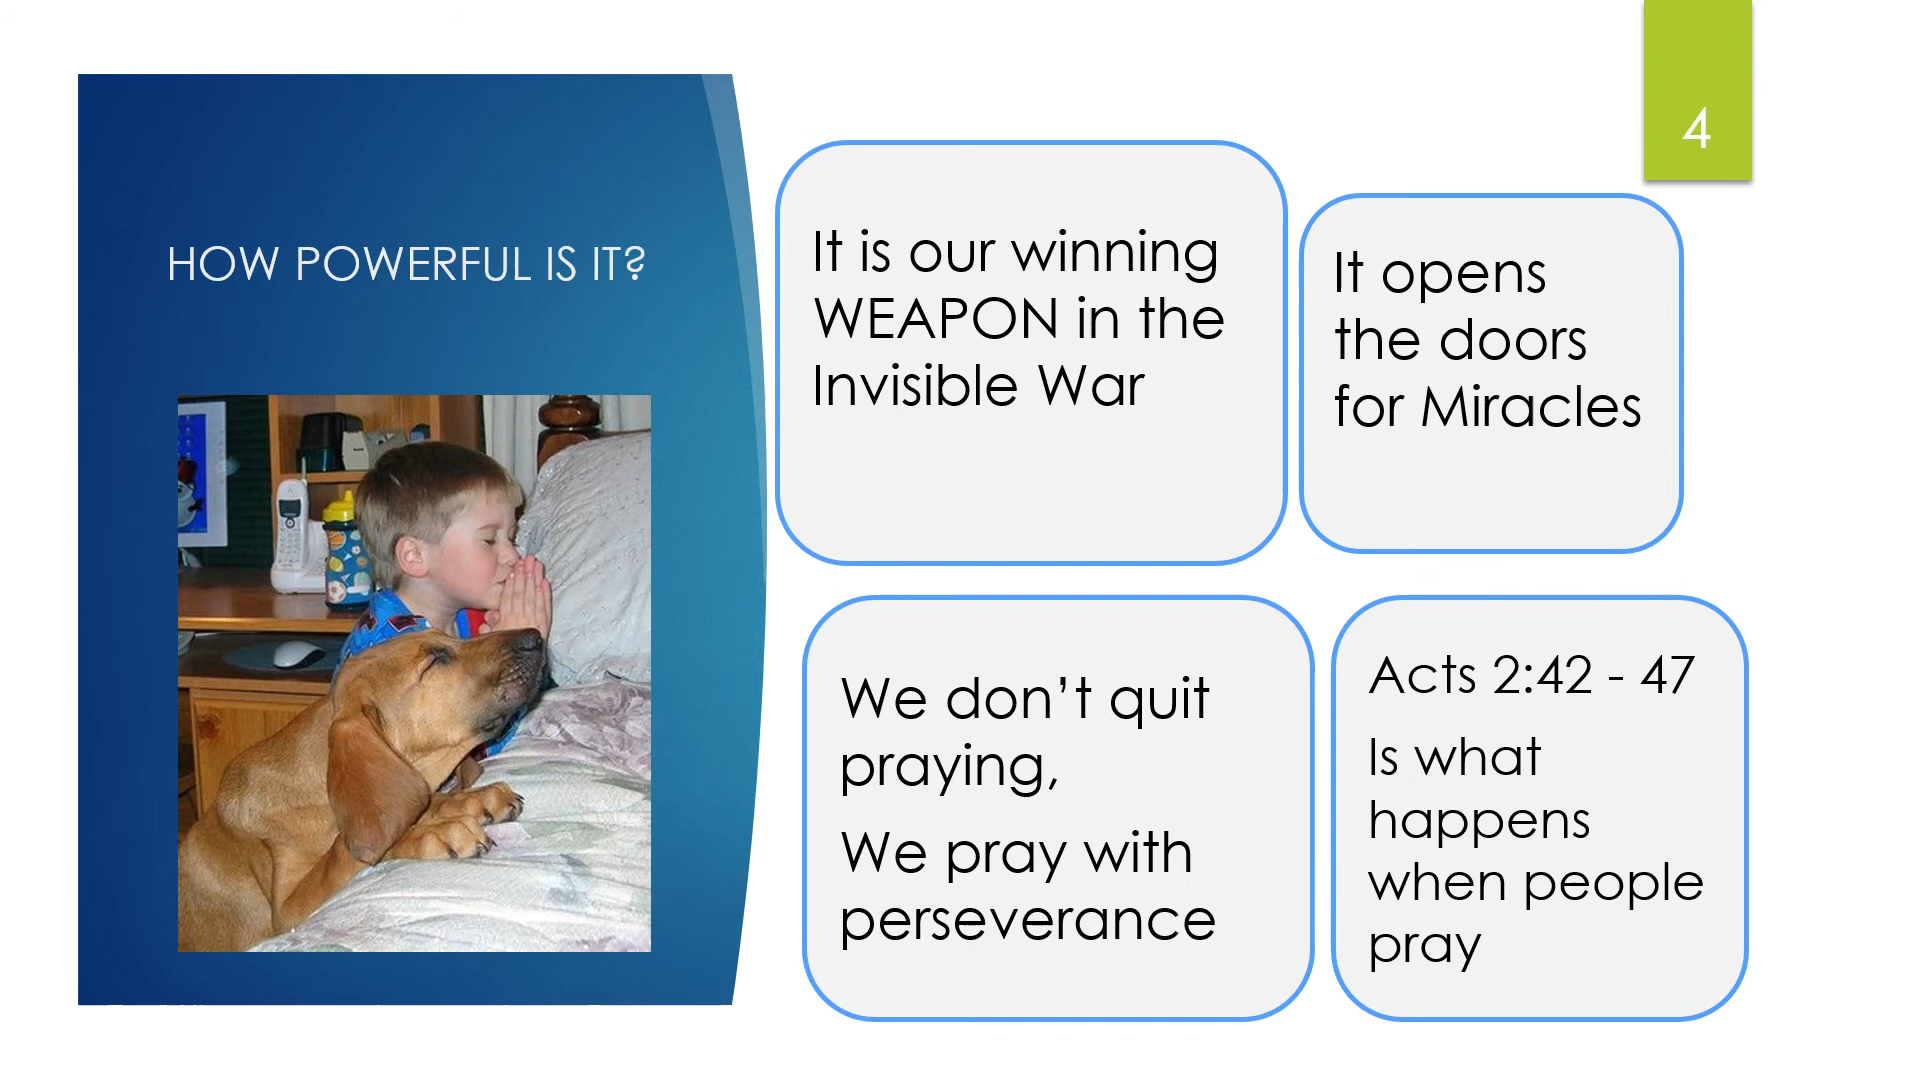 4
HOW POWERFUL IS IT?
It is our winning
WEAPON in the
Invisible War
It opens
the doors
for Miracles
We don’t quit
praying,
We pray with
perseverance
Acts 2:42 - 47
Is what
happens
when people
pray